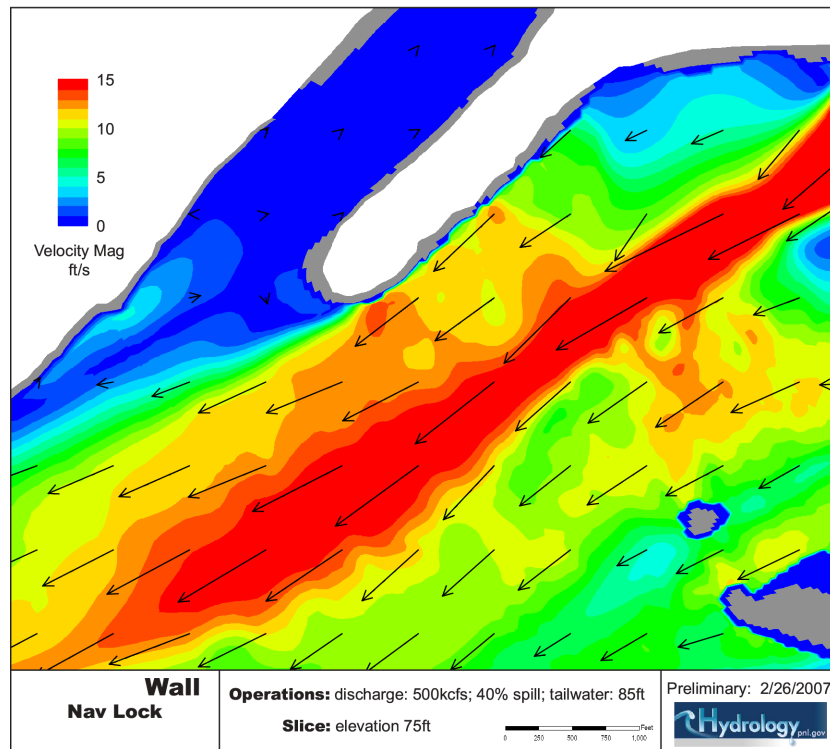 15
10
5
0
Velocity Mag
ft/s
Wall
Nav Lock
Operations: discharge: 500kcfs; 40% spill; tailwater: 85ft
Slice: elevation 75ft
Feet
0 250 500 750 1,000
Preliminary: 2/26/2007
Hydrology
pnl.gov